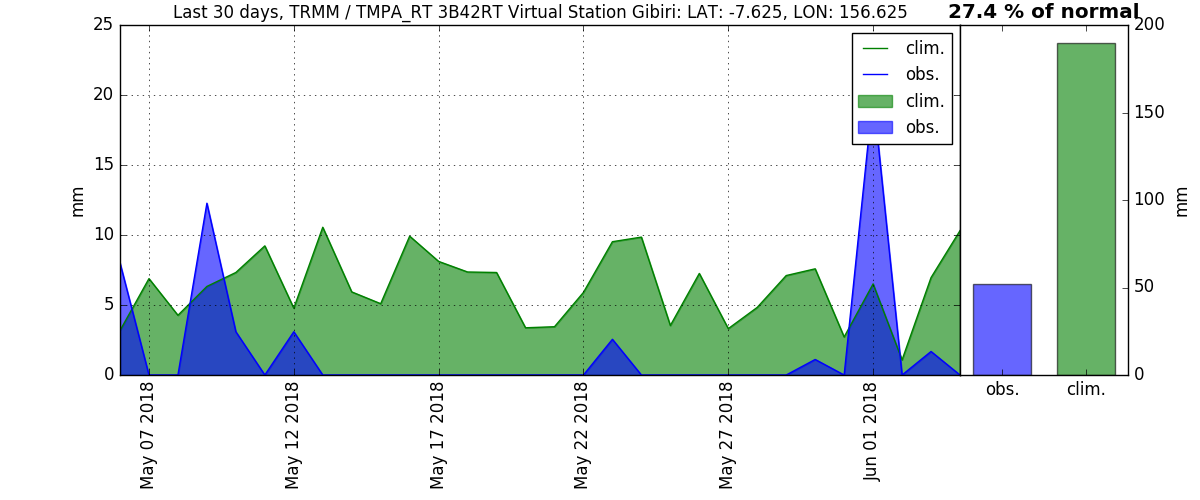 Last 30 days, TRMM / TMPA_RT 3B42RT Virtual Station Gibiri: LAT: -7.625, LON: 156.625
27.4 % of normal
25
20
15
10
5
0
mm
clim.
obs.
clim.
obs.
200
150
100
50
0
mm
obs.
clim.
May 07 2018
May 12 2018
May 17 2018
May 22 2018
May 27 2018
Jun 01 2018